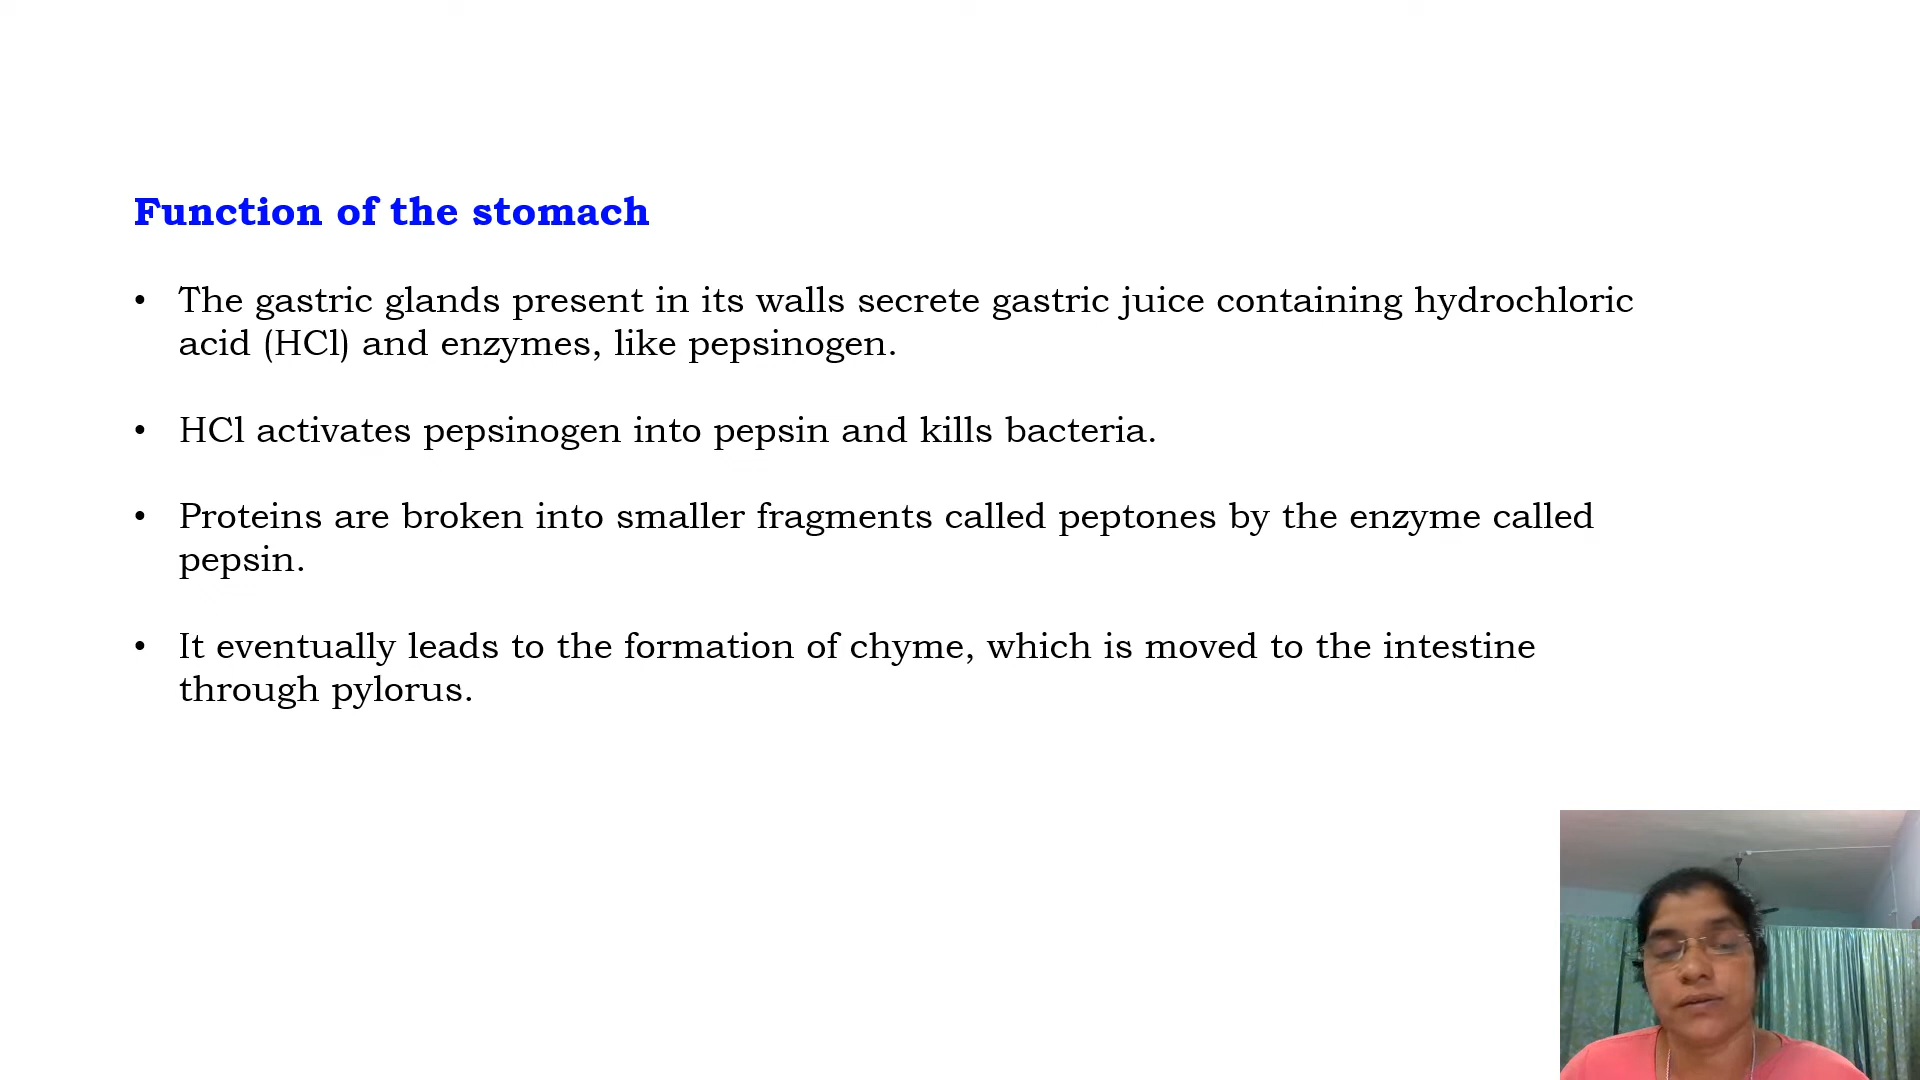 Function of the stomach
• The gastric glands present in its walls secrete gastric juice containing hydrochloric
acid (HCl) and enzymes, like pepsinogen.
• HCl activates pepsinogen into pepsin and kills bacteria.
• Proteins are broken into smaller fragments called peptones by the enzyme called
pepsin.
• It eventually leads to the formation of chyme, which is moved to the intestine
through pylorus.